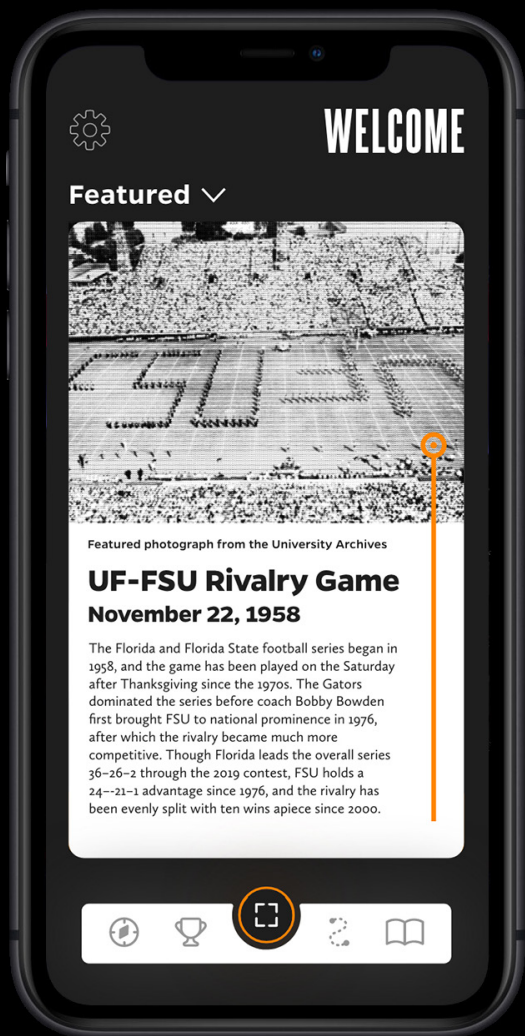 WELCOME
Featured
Featured photograph from the University Archives
UF-FSU Rivalry Game
November 22, 1958
The Florida and Florida State football series began in
1958, and the game has been played on the Saturday
after Thanksgiving since the 1970s. The Gators
dominated the series before coach Bobby Bowden
first brought FSU to national prominence in 1976,
after which the rivalry became much more
competitive. Though Florida leads the overall series
36–26–2 through the 2019 contest, FSU holds a
24–-21–1 advantage since 1976, and the rivalry has
been evenly split with ten wins apiece since 2000.